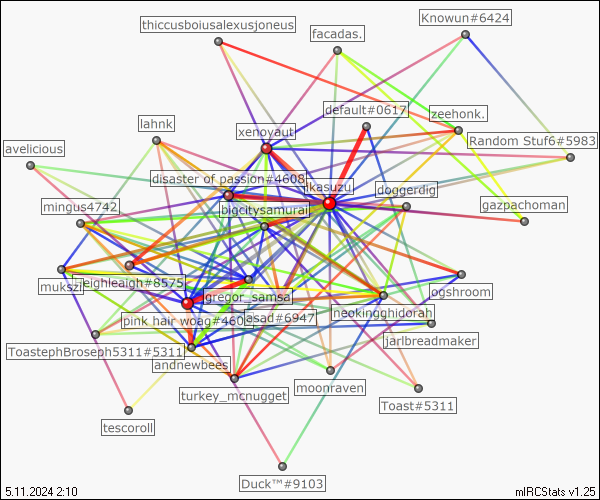 thiccusboiusalexusjoneus
Knowun#6424
facadas.
default#0617
zeehonk.
lahnk
xenoyaut
Random Stuf6#5983
avelicious
disaster of passion#4608
ikasuzu
doggerdig
mingus4742
bigcitysamurai
gazpachoman
mukszi
leighleaigh#8575
gregor_samsa
ogshroom
pink hair woag#460
asad#6947
neokingghidorah
jarlbreadmaker
ToastephBroseph5311#5311
andnewbees
turkey_mcnugget
moonraven
Toast#5311
tescoroll
Duck™#9103
5.11.2024 2:10
mIRCStats v1.25